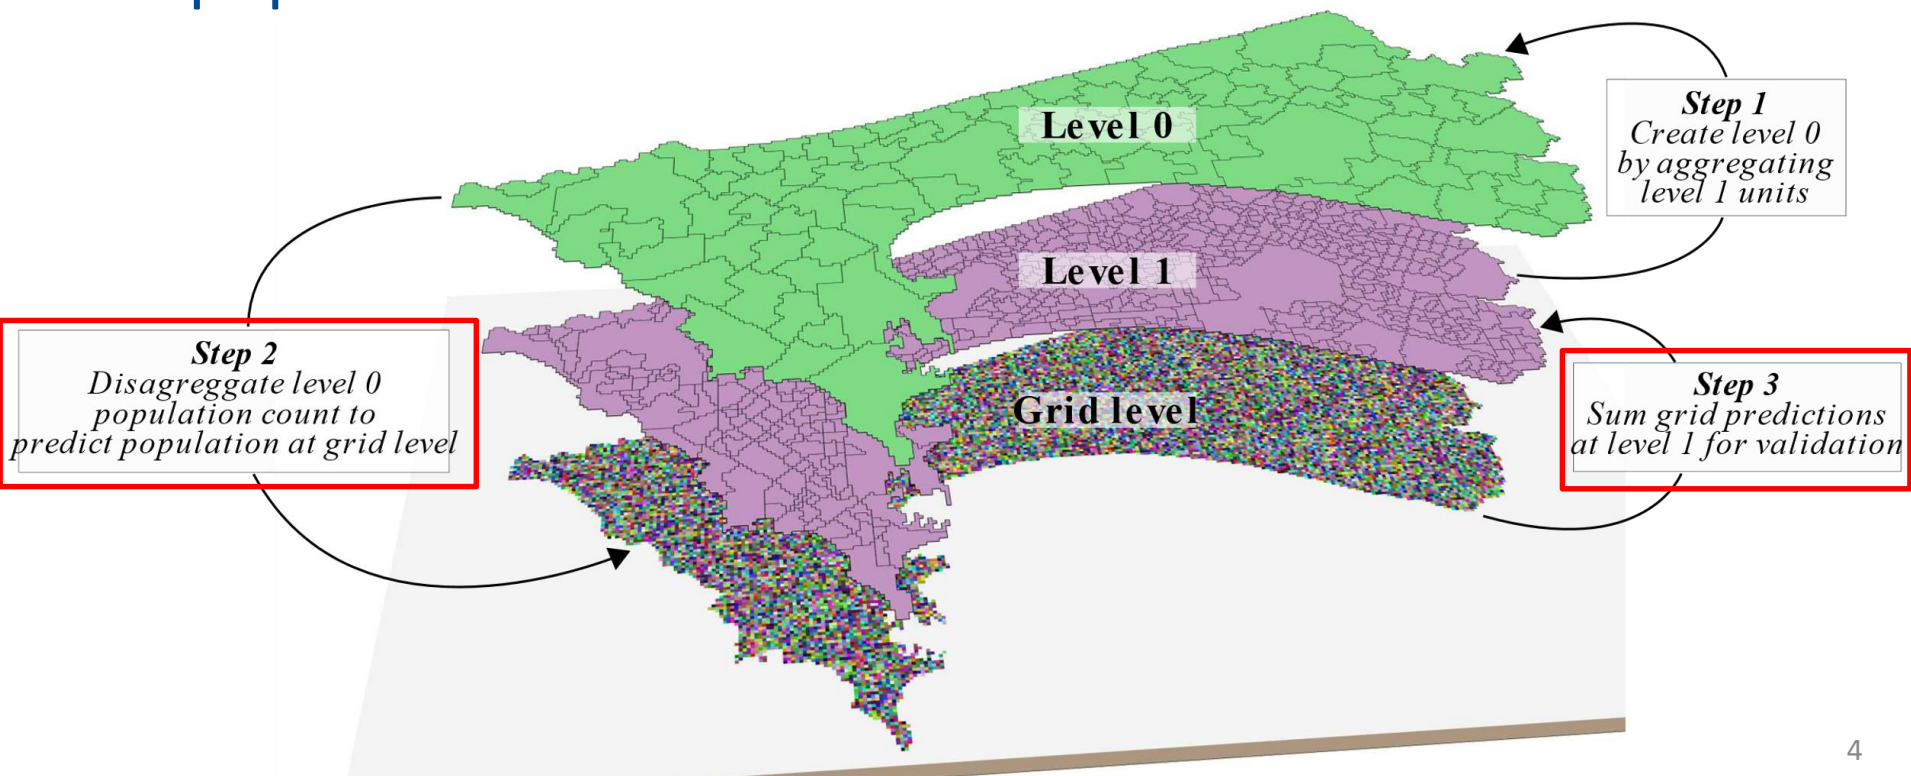 Level 0
Step 1
Create level 0
by aggregating
level 1 units
Level 1
Step 2
Disagreggate level 0
population count to
predict population at grid level
Grid level
Step 3
Sum grid predictions
at level 1 for validation
4